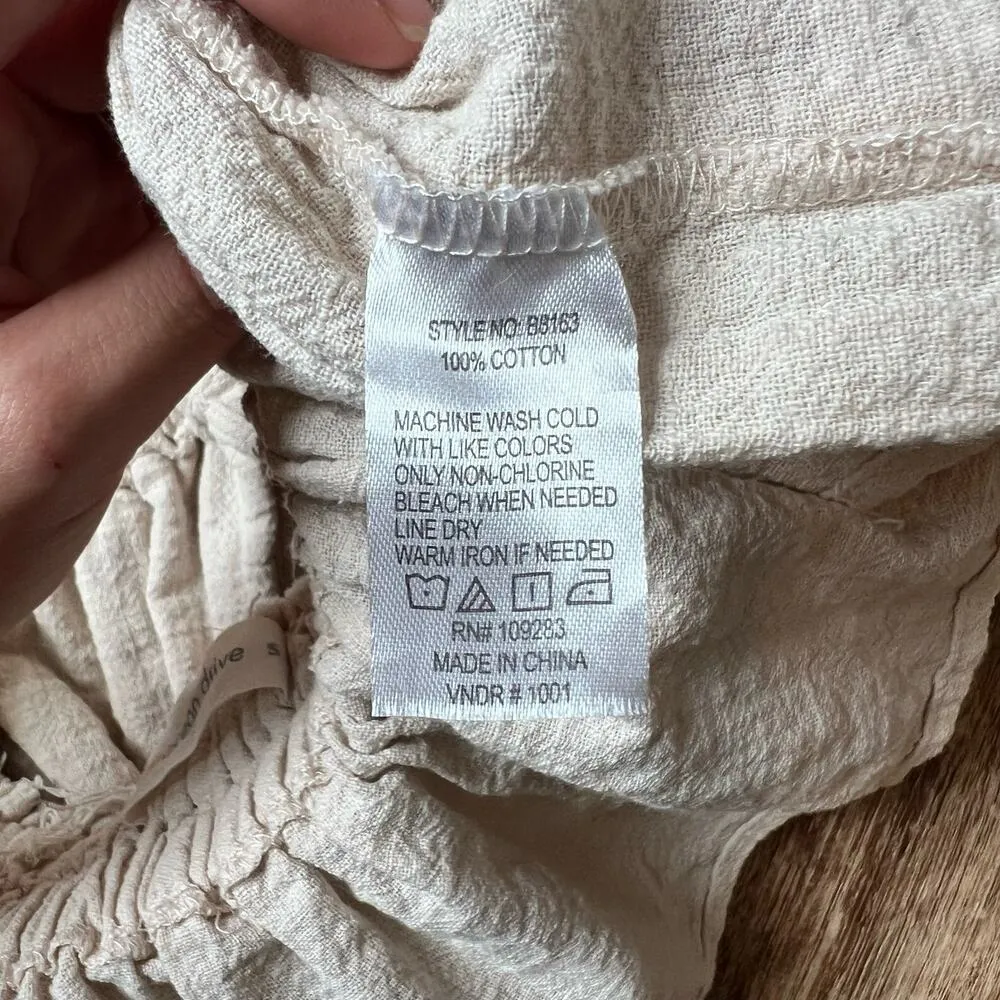 STYLE NO: B8163
100% COTTON
MACHINE WASH COLD
WITH LIKE COLORS
ONLY NON-CHLORINE
BLEACH WHEN NEEDED
LINE DRY
WARM IRON IF NEEDED
RN# 109283
MADE IN CHINA
VNDR # 1001
drive S